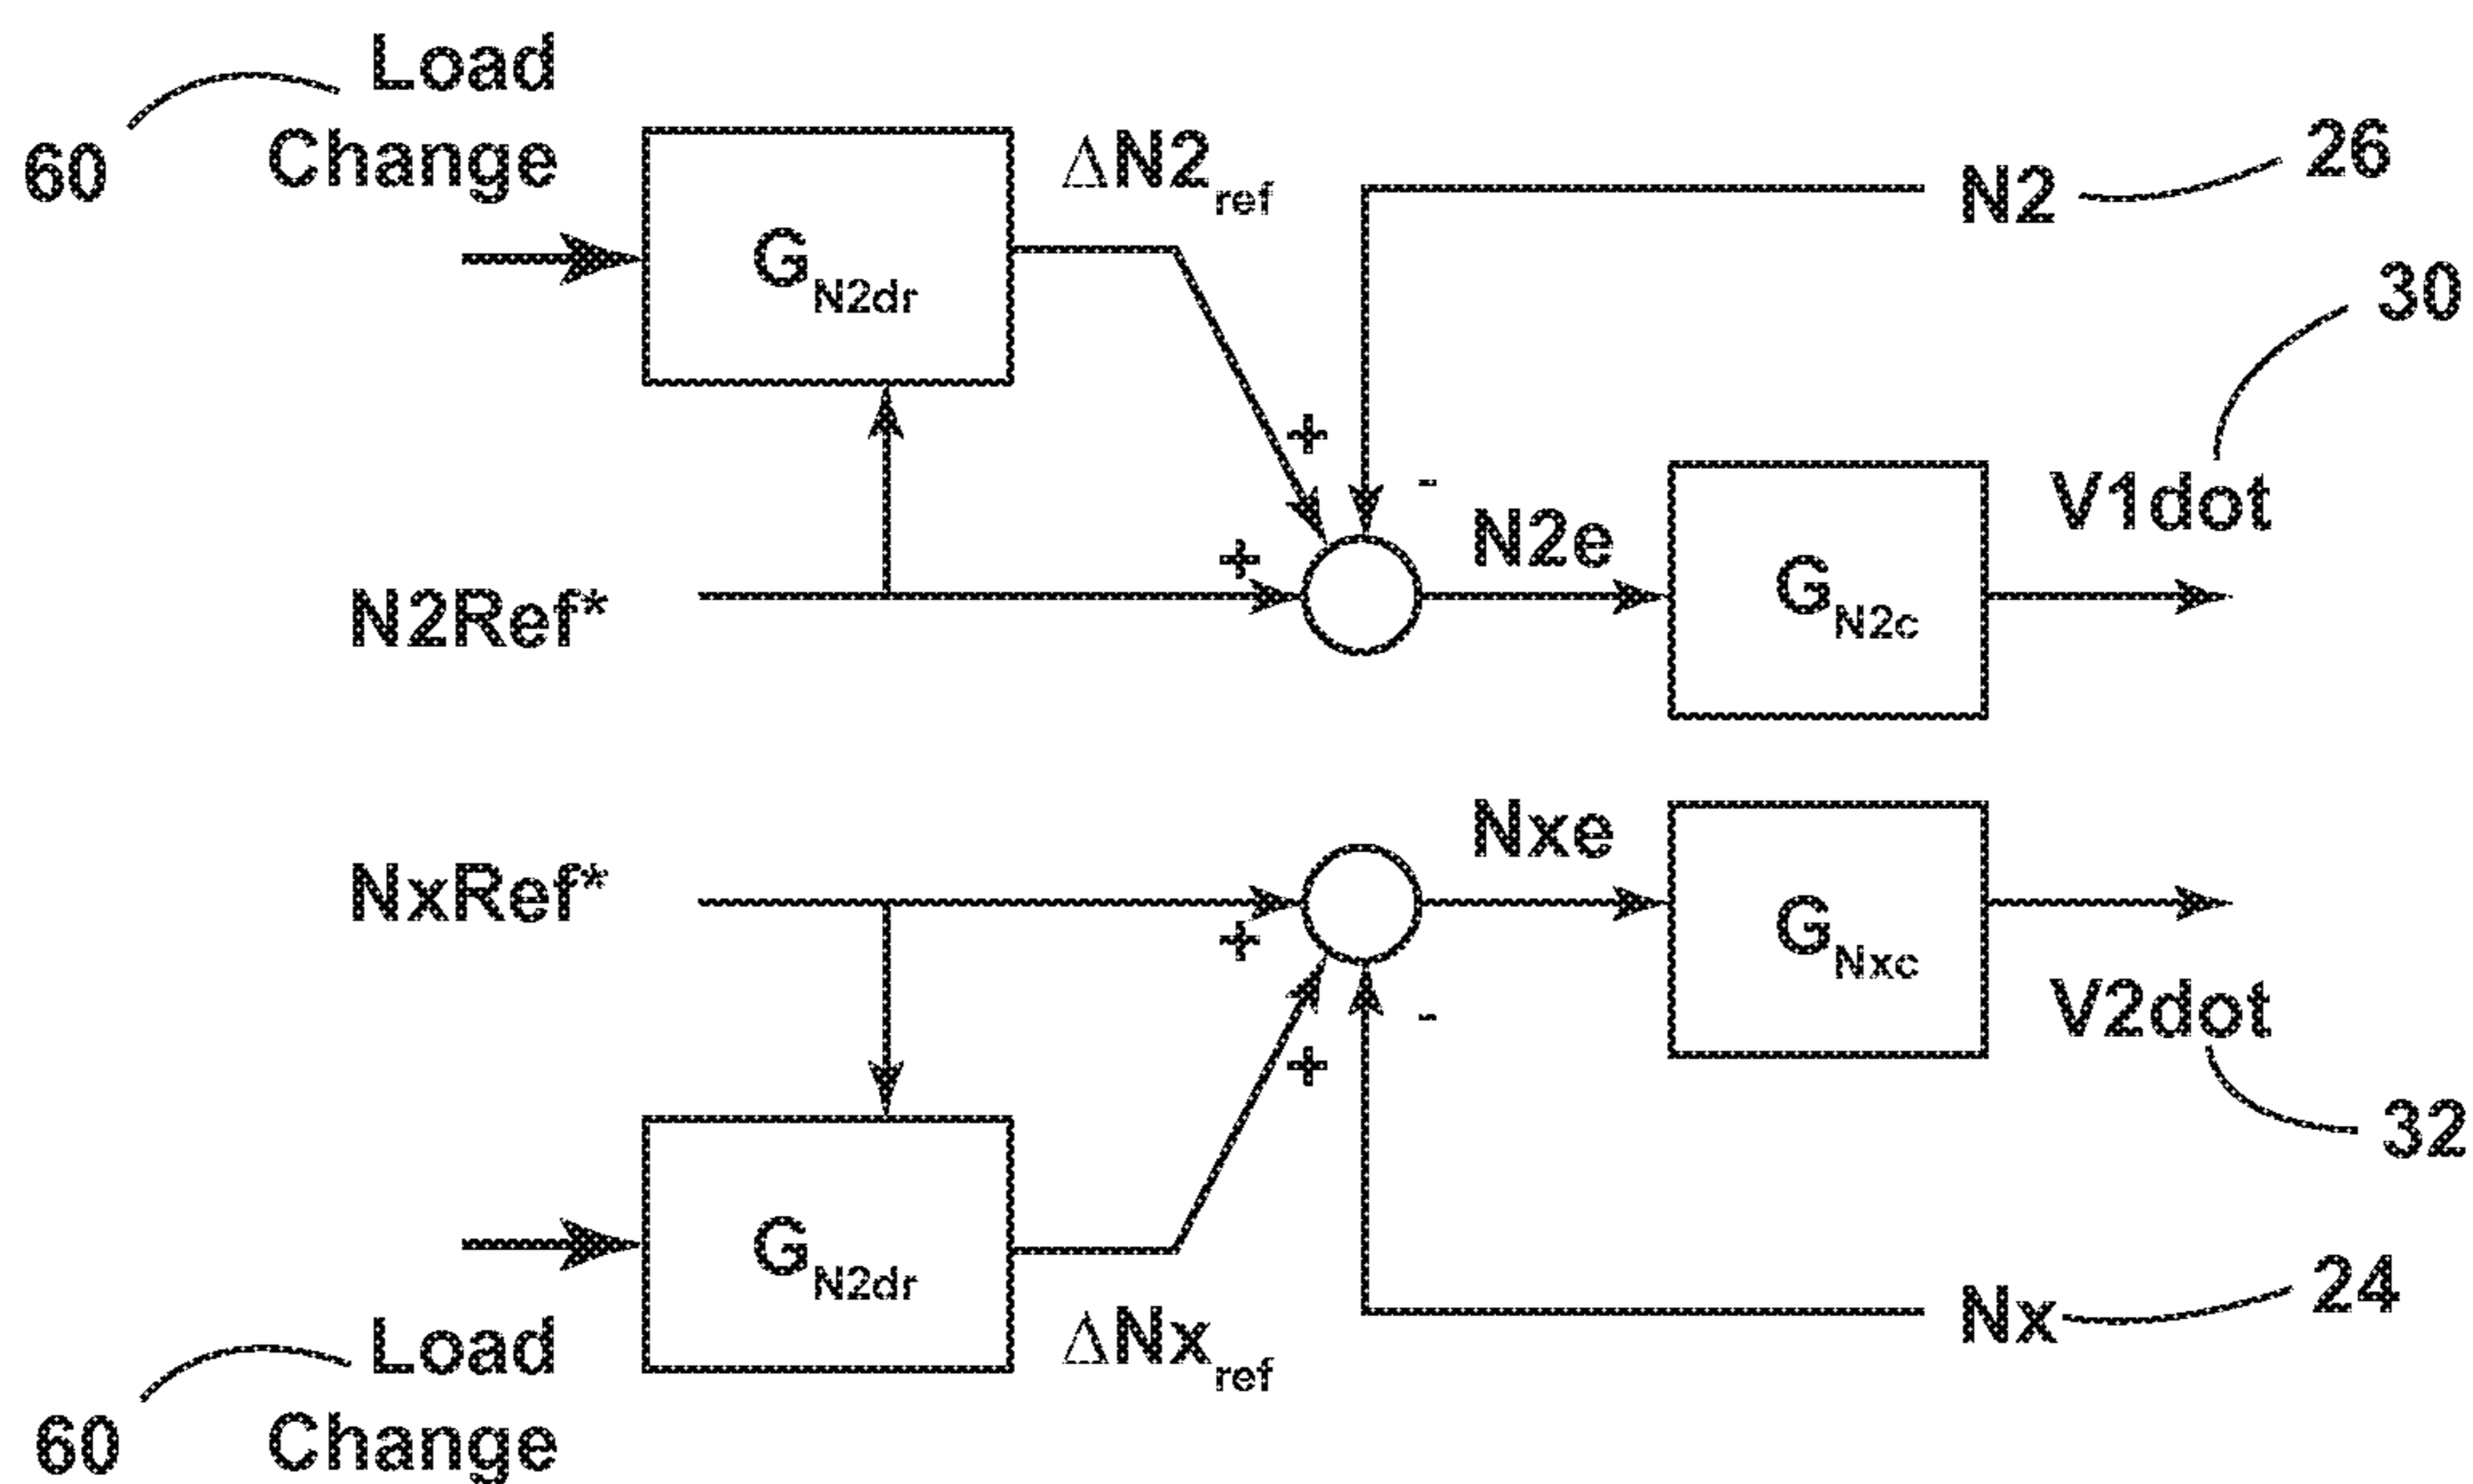 Load
Change
60
ΔN2ref
N2
26
GN2dr
30
+
-
V1dot
N2e
+
GN2c
N2Ref*
Nxe
NxRef*
+
GNxc
-
V2dot
+
32
GN2dr
ΔNxref
Nx
24
Load
Change
60